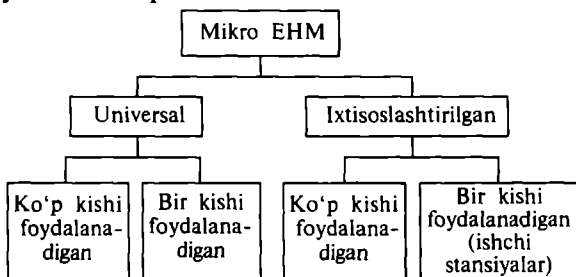 Mikro EHM
Universal
Ixtisoslashtirilgan
Ko‘p kishi
foydalana-
digan
Bir kishi
foydalana-
digan
Ko‘p kishi
foydalana-
digan
Bir kishi
foydalanadigan
(ishchi
stansiyalar)